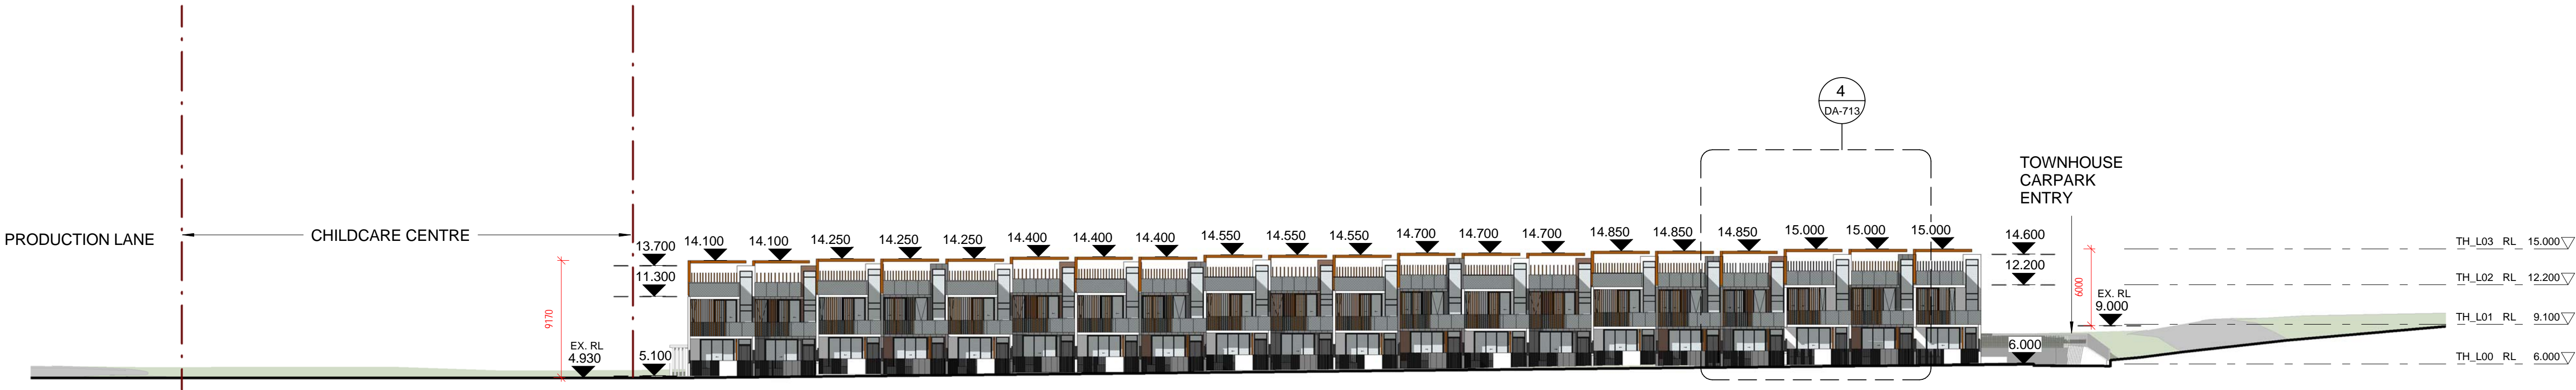 4
DA-713
TOWNHOUSE
CARPARK
ENTRY
PRODUCTION LANE
CHILDCARE CENTRE
13.700
14.100
14.100
14.250
14.250
14.250
14.400
14.400
14.400
14.550
14.550
14.550
14.700
14.700
14.700
14.850
14.850
14.850
15.000
15.000
15.000
14.600
TH_L03 RL 15.000
11.300
12.200
TH_L02 RL 12.200
6000
EX. RL
9.000
9170
TH_L01 RL 9.100
EX. RL
4.930
5.100
6.000
TH_L00 RL 6.000